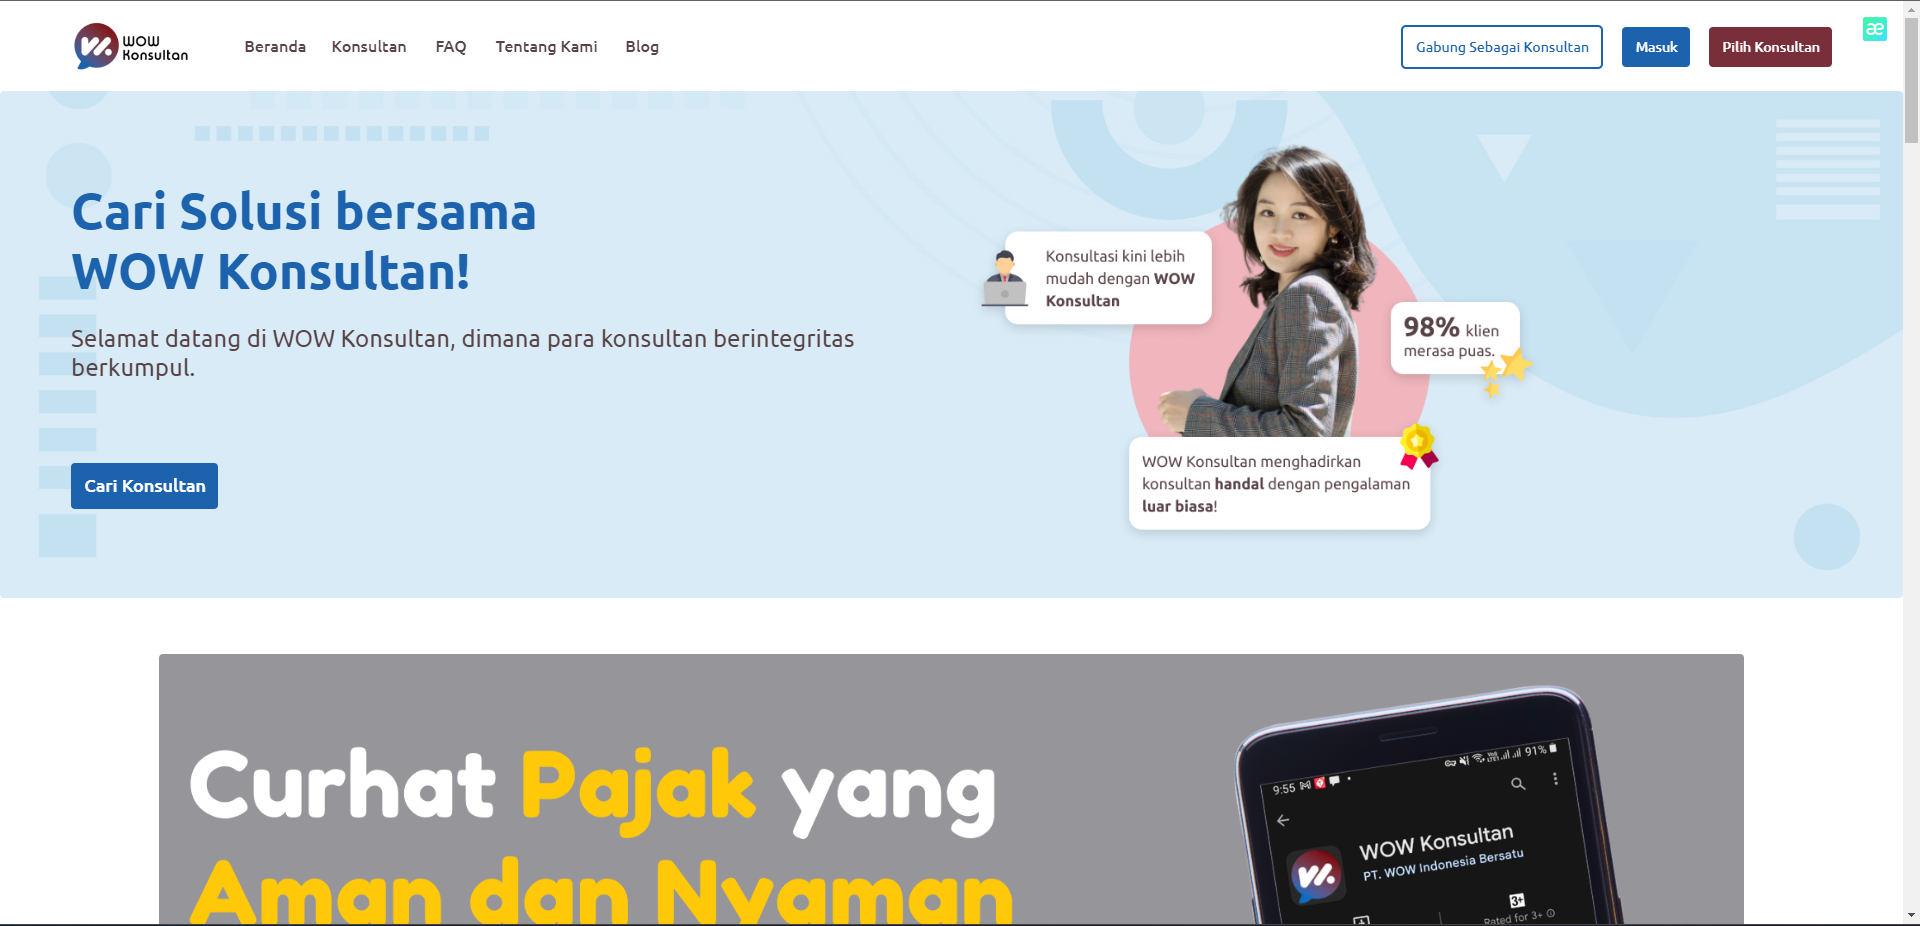 WOW
Konsultan
Beranda
Konsultan
FAQ
Tentang Kami
Blog
Gabung Sebagai Konsultan
Masuk
Pilih Konsultan
æ
Cari Solusi bersama
WOW Konsultan!
Selamat datang di WOW Konsultan, dimana para konsultan berintegritas
berkumpul.
Cari Konsultan
Konsultasi kini lebih
mudah dengan WOW
Konsultan
98% klien
merasa puas.
WOW Konsultan menghadirkan
konsultan handal dengan pengalaman
luar biasa!
Curhat Pajak yang
Aman dan Nyaman
9:55
91%
WOW Konsultan
PT. WOW Indonesia Bersatu
3+
Rated for 3+